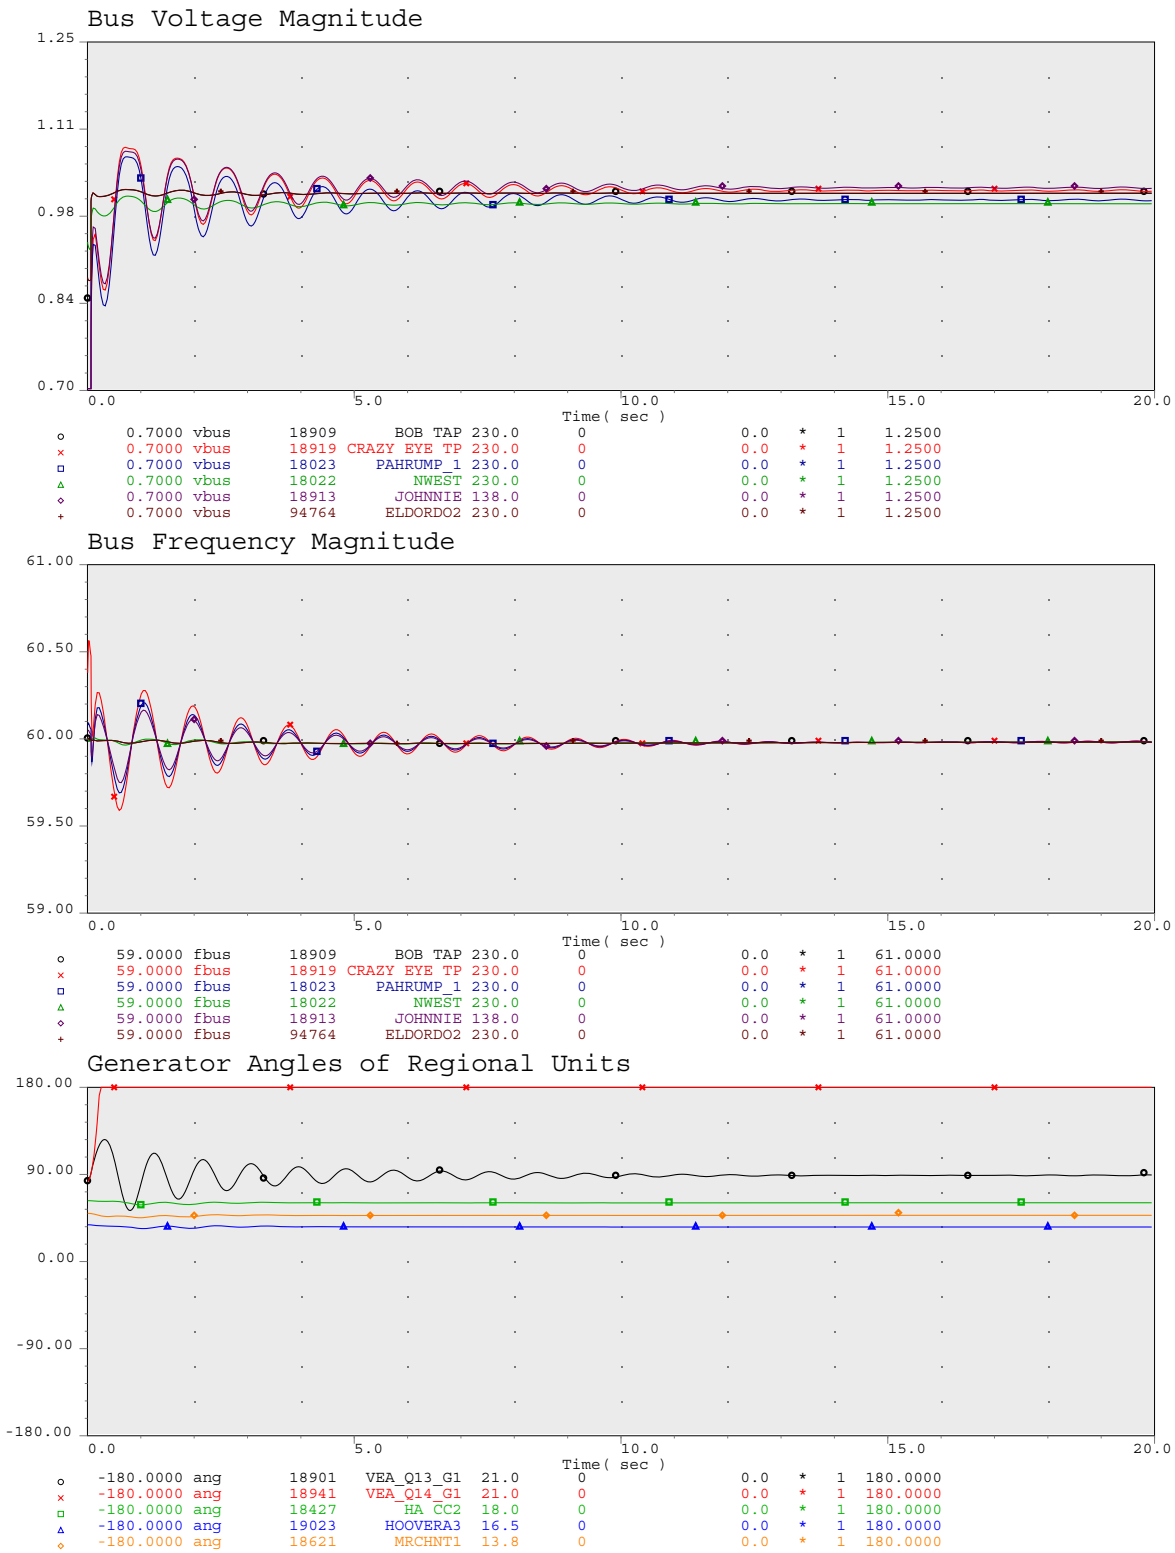 Bus Voltage Magnitude
1.25
1.11
0.98
0.84
0.70
0.0 5.0 10.0 15.0 20.0
Time( sec )
0.7000 vbus 18909 BOB TAP 230.0 0 0.0 * 1 1.2500
0.7000 vbus 18919 CRAZY EYE TP 230.0 0 0.0 * 1 1.2500
0.7000 vbus 18023 PAHRUMP_1 230.0 0 0.0 * 1 1.2500
0.7000 vbus 18022 NWEST 230.0 0 0.0 * 1 1.2500
0.7000 vbus 18913 JOHNNIE 138.0 0 0.0 * 1 1.2500
0.7000 vbus 94764 ELDORDO2 230.0 0 0.0 * 1 1.2500
Bus Frequency Magnitude
61.00
60.50
60.00
59.50
59.00
0.0 5.0 10.0 15.0 20.0
Time( sec )
59.0000 fbus 18909 BOB TAP 230.0 0 0.0 * 1 61.0000
59.0000 fbus 18919 CRAZY EYE TP 230.0 0 0.0 * 1 61.0000
59.0000 fbus 18023 PAHRUMP_1 230.0 0 0.0 * 1 61.0000
59.0000 fbus 18022 NWEST 230.0 0 0.0 * 1 61.0000
59.0000 fbus 18913 JOHNNIE 138.0 0 0.0 * 1 61.0000
59.0000 fbus 94764 ELDORDO2 230.0 0 0.0 * 1 61.0000
Generator Angles of Regional Units
180.00
90.00
0.00
-90.00
-180.00
0.0 5.0 10.0 15.0 20.0
Time( sec )
-180.0000 ang 18901 VEA_Q13_G1 21.0 0 0.0 * 1 180.0000
-180.0000 ang 18941 VEA_Q14_G1 21.0 0 0.0 * 1 180.0000
-180.0000 ang 18427 HA CC2 18.0 0 0.0 * 1 180.0000
-180.0000 ang 19023 HOOVERA3 16.5 0 0.0 * 1 180.0000
-180.0000 ang 18621 MRCHNT1 13.8 0 0.0 * 1 180.0000